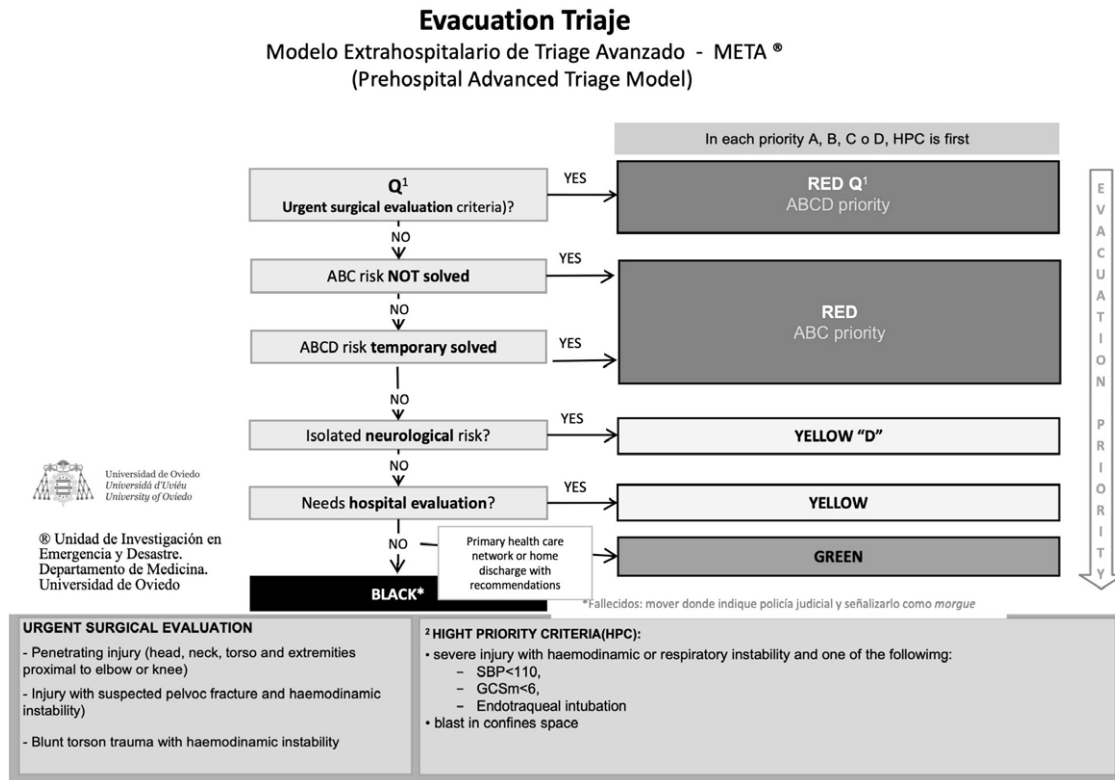 Evacuation Triaje
Modelo Extrahospitalario de Triage Avanzado - META ®
(Prehospital Advanced Triage Model)
In each priority A, B, C o D, HPC is first
Q¹
Urgent surgical evaluation criteria)?
YES
RED Q¹
ABCD priority
NO
ABC risk NOT solved
YES
RED
ABC priority
NO
ABCD risk temporary solved
YES
NO
Isolated neurological risk?
YES
YELLOW “D”
NO
Needs hospital evaluation?
YES
YELLOW
NO
Primary health care
network or home
discharge with
recommendations
GREEN
BLACK*
*Fallecidos: mover donde indique policía judicial y señalizarlo como morgue
EVACUATION PRIORITY
Universidad de Oviedo
Universidá d'Uviéu
University of Oviedo
® Unidad de Investigación en
Emergencia y Desastre.
Departamento de Medicina.
Universidad de Oviedo
URGENT SURGICAL EVALUATION
- Penetrating injury (head, neck, torso and extremities
proximal to elbow or knee)
- Injury with suspected pelvoc fracture and haemodinamic
instability)
- Blunt torson trauma with haemodinamic instability
² HIGHT PRIORITY CRITERIA(HPC):
• severe injury with haemodinamic or respiratory instability and one of the followimg:
– SBP<110,
– GCSm<6,
– Endotraqueal intubation
• blast in confines space